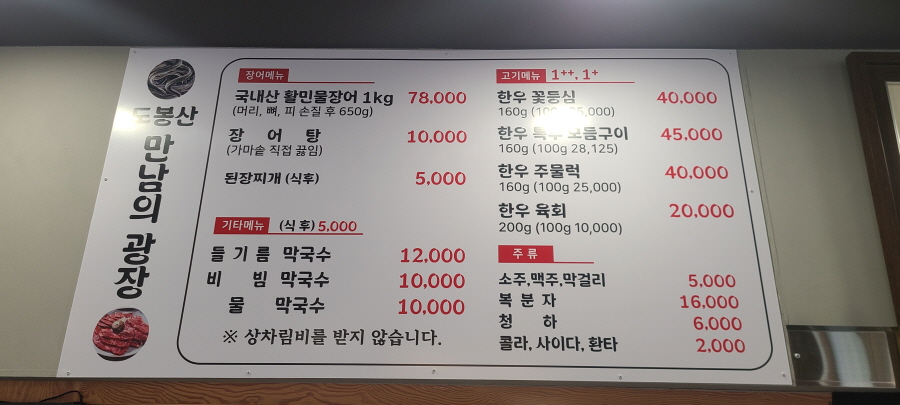 도봉산
만남의 광장
장어메뉴
국내산 활민물장어 1kg 78,000
(머리, 뼈, 피 손질 후 650g)
장 어 탕 10,000
(가마솥 직접 끓임)
된장찌개 (식후) 5,000
기타메뉴 (식 후) 5,000
들 기 름 막국수 12,000
비 빔 막국수 10,000
물 막국수 10,000
※ 상차림비를 받지 않습니다.
고기메뉴 1++, 1+
한우 꽃등심 40,000
160g
한우 모듬구이 45,000
160g (100g 28,125)
한우 주물럭 40,000
160g (100g 25,000)
한우 육회 20,000
200g (100g 10,000)
주 류
소주,맥주,막걸리 5,000
복 분 자 16,000
청 하 6,000
콜라, 사이다, 환타 2,000